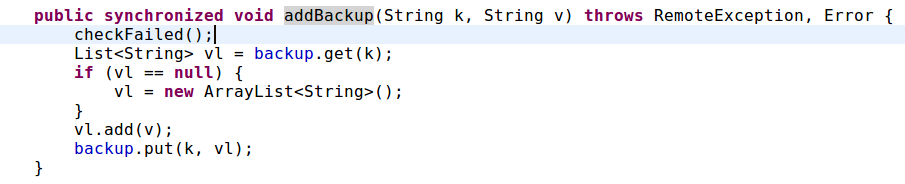 public synchronized void addBackup(String k, String v) throws RemoteException, Error {
    checkFailed();
    List<String> vl = backup.get(k);
    if (vl == null) {
        vl = new ArrayList<String>();
    }
    vl.add(v);
    backup.put(k, vl);
}